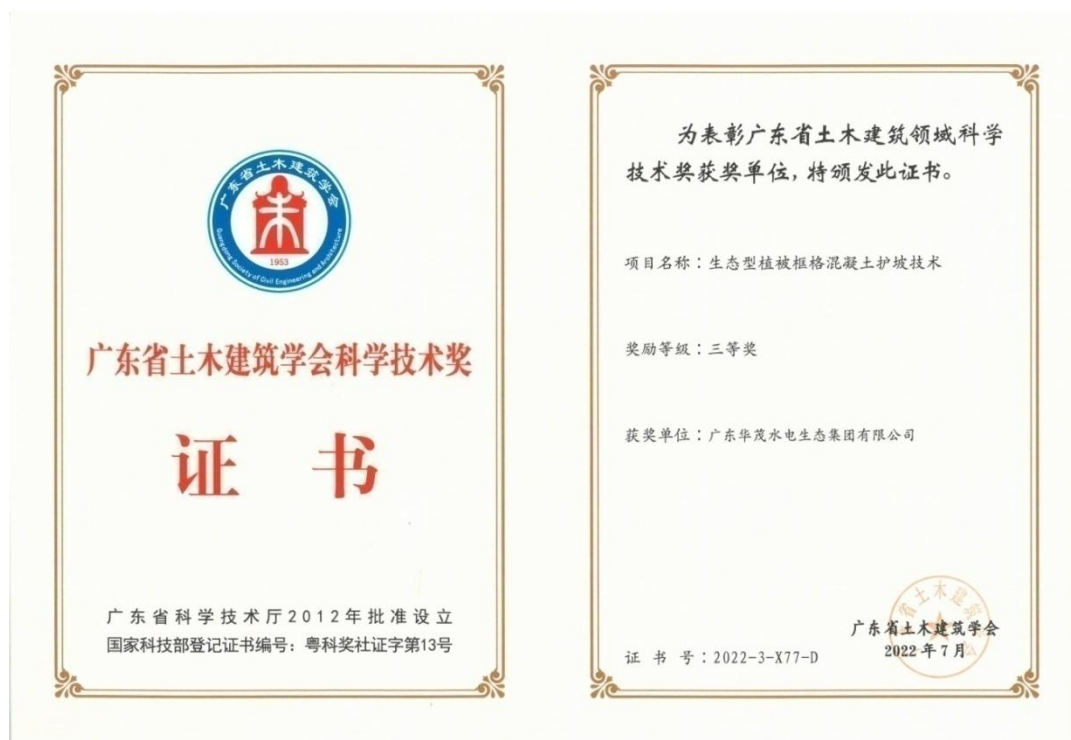 广东省土木建筑学会
Guangdong Society of Civil Engineering and Architecture
1953
广东省土木建筑学会科学技术奖
证 书
广东省科学技术厅2012年批准设立
国家科技部登记证书编号：粤科奖社证字第13号
为表彰广东省土木建筑领域科学
技术奖获奖单位，特颁发此证书。
项目名称：生态型植被框格混凝土护坡技术
奖励等级：三等奖
获奖单位：广东华茂水电生态集团有限公司
广东省土木建筑学会
2022年7月
证 书 号：2022-3-X77-D